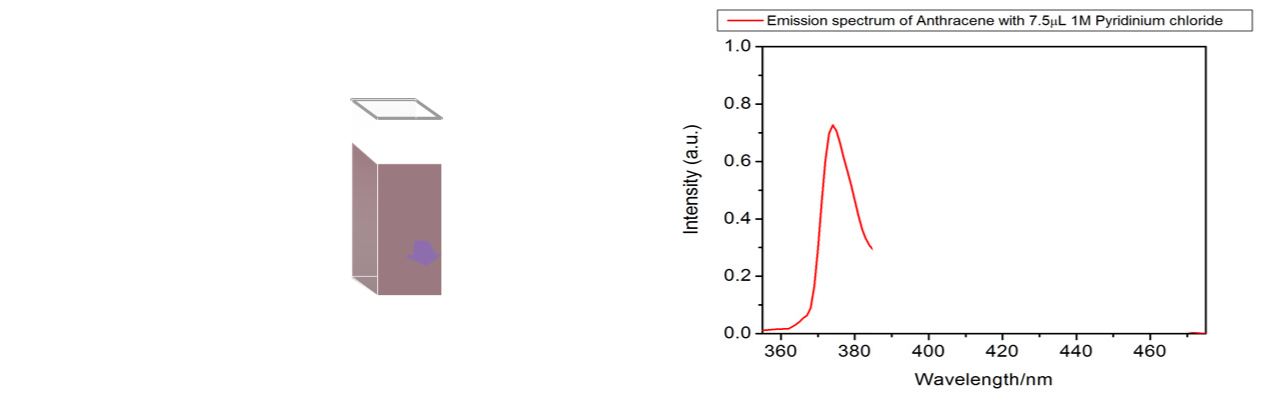 Emission spectrum of Anthracene with 7.5μL 1M Pyridinium chloride
1.0
0.8
0.6
0.4
0.2
0.0
Intensity (a.u.)
360 380 400 420 440 460
Wavelength/nm